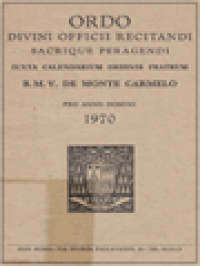 ORDO
DIVINI OFFICII RECITANDI
SACRIQUE PERAGENDI
IUXTA CALENDARIUM ORDINIS FRATRUM
B. M. V. DE MONTE CARMELO
PRO ANNO DOMINI
1970